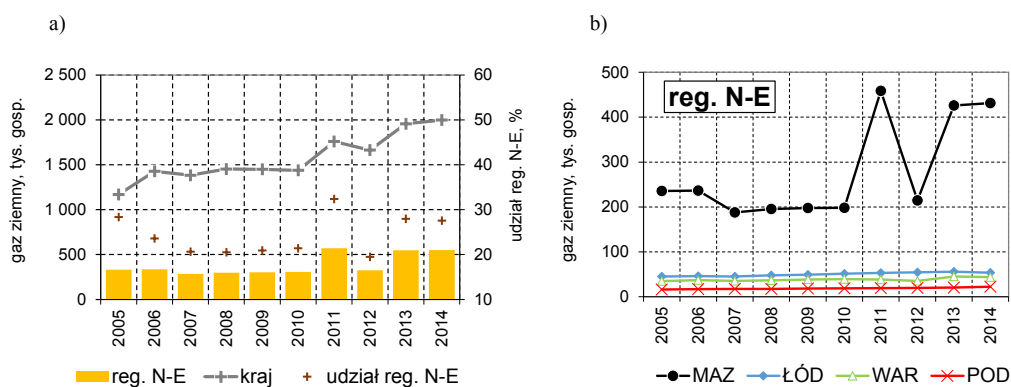 a)
gaz ziemny, tys. gosp.
2 500
2 000
1 500
1 000
500
0
60
50
40
30
20
10
udział reg. N-E, %
2005
2006
2007
2008
2009
2010
2011
2012
2013
2014
reg. N-E
kraj
udział reg. N-E
b)
gaz ziemny, tys. gosp.
500
400
300
200
100
0
reg. N-E
2005
2006
2007
2008
2009
2010
2011
2012
2013
2014
MAZ
ŁÓD
WAR
POD